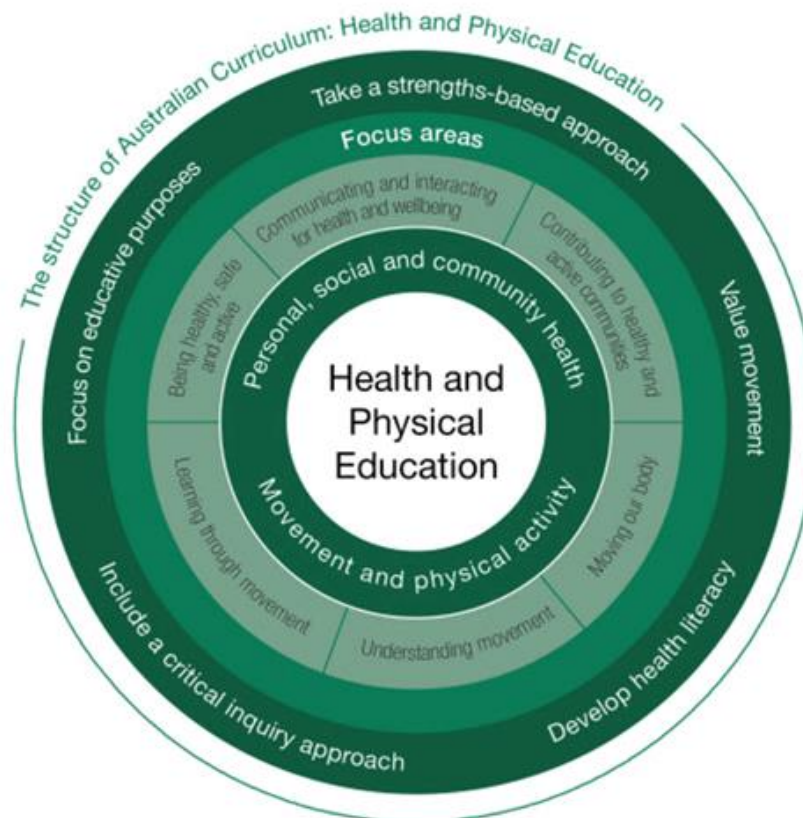 The structure of Australian Curriculum: Health and Physical Education
Take a strengths-based approach
Value movement
Develop health literacy
Include a critical inquiry approach
Focus on educative purposes
Focus areas
Being healthy, safe
and active
Communicating and interacting
for health and wellbeing
Contributing to healthy and
active communities
Moving our body
Understanding movement
Learning through movement
Personal, social and community health
Movement and physical activity
Health and
Physical
Education